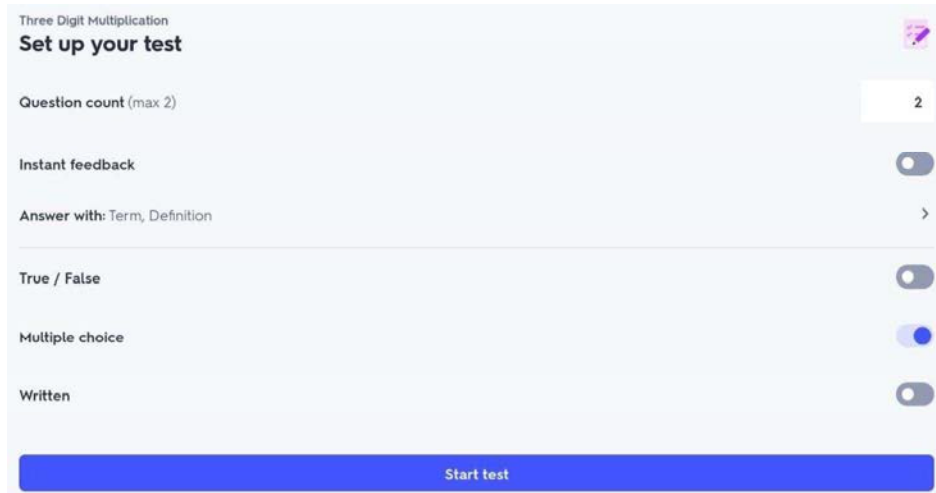 Three Digit Multiplication
Set up your test
Question count (max 2) 2
Instant feedback
Answer with: Term, Definition
True / False
Multiple choice
Written
Start test